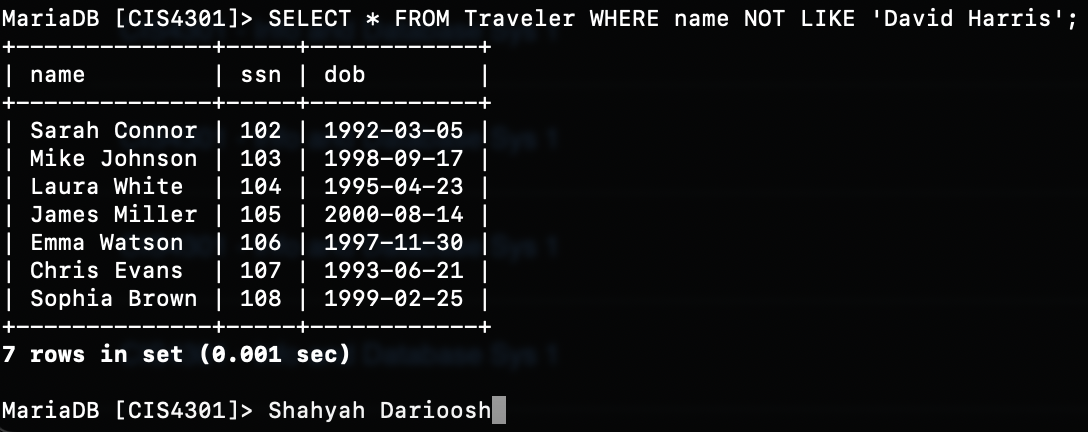 MariaDB [CIS4301]> SELECT * FROM Traveler WHERE name NOT LIKE 'David Harris';
+--------------+-----+------------+
| name         | ssn | dob        |
+--------------+-----+------------+
| Sarah Connor | 102 | 1992-03-05 |
| Mike Johnson | 103 | 1998-09-17 |
| Laura White  | 104 | 1995-04-23 |
| James Miller | 105 | 2000-08-14 |
| Emma Watson  | 106 | 1997-11-30 |
| Chris Evans  | 107 | 1993-06-21 |
| Sophia Brown | 108 | 1999-02-25 |
+--------------+-----+------------+
7 rows in set (0.001 sec)
MariaDB [CIS4301]> Shahyah Darioosh